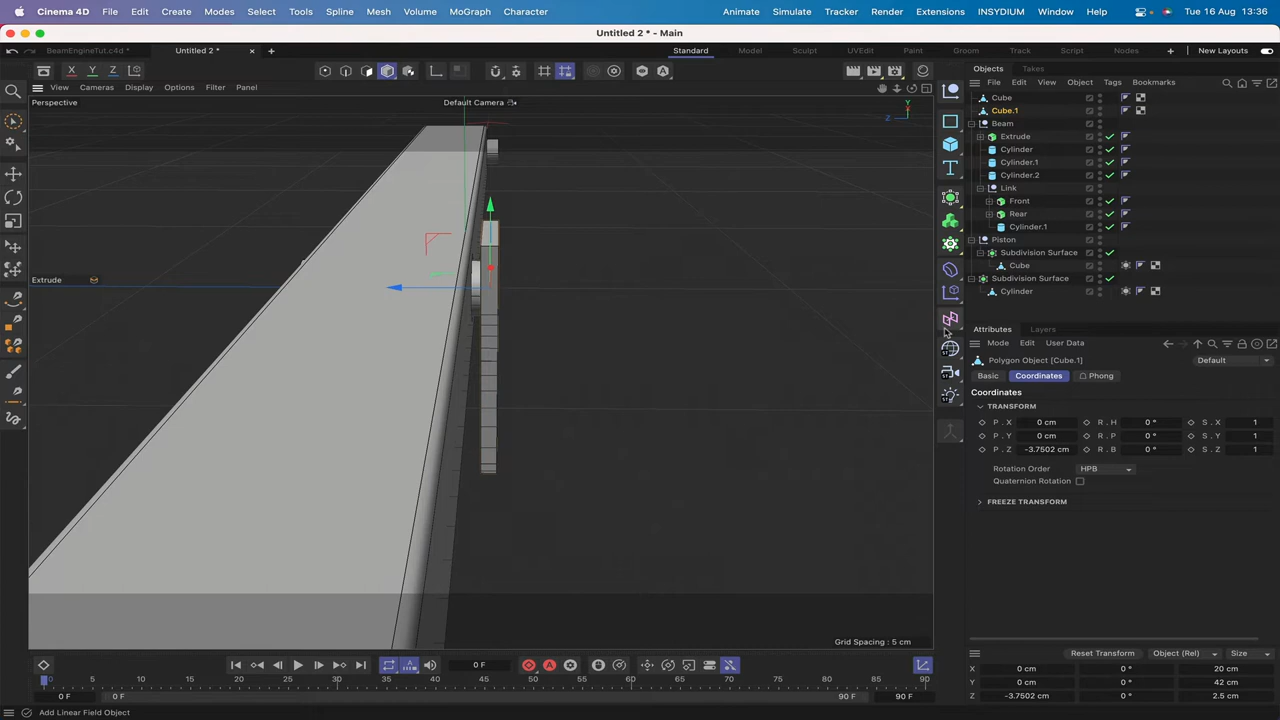 Cinema 4D File Edit Create Modes Select Tools Spline Mesh Volume MoGraph Character Animate Simulate Tracker Render Extensions INSYDIUM Window Help Tue 16 Aug 13:36
Untitled 2 * - Main
BeamEngineTut.c4d * Untitled 2 * Standard Model Sculpt UVEdit Paint Groom Track Script Nodes New Layouts
X Y Z
Objects Takes
View Cameras Display Options Filter Panel
File Edit View Object Tags Bookmarks
Perspective
Default Camera
Y
Z
Cube
Cube.1
Beam
Extrude
Cylinder
Cylinder.1
Cylinder.2
Link
Front
Rear
Cylinder.1
Piston
Subdivision Surface
Cube
Subdivision Surface
Cylinder
Extrude
Attributes Layers
Mode Edit User Data
Polygon Object [Cube.1] Default
Basic Coordinates Phong
Coordinates
TRANSFORM
P . X 0 cm R . H 0 ° S . X 1
P . Y 0 cm R . P 0 ° S . Y 1
P . Z -3.7502 cm R . B 0 ° S . Z 1
Rotation Order HPB
Quaternion Rotation
FREEZE TRANSFORM
Grid Spacing : 5 cm
Reset Transform Object (Rel) Size
0 F
X 0 cm 0 ° 20 cm
Y 0 cm 0 ° 42 cm
Z -3.7502 cm 0 ° 2.5 cm
0 5 10 15 20 25 30 35 40 45 50 55 60 65 70 75 80 85 90
0 F 0 F 90 F 90 F
Add Linear Field Object